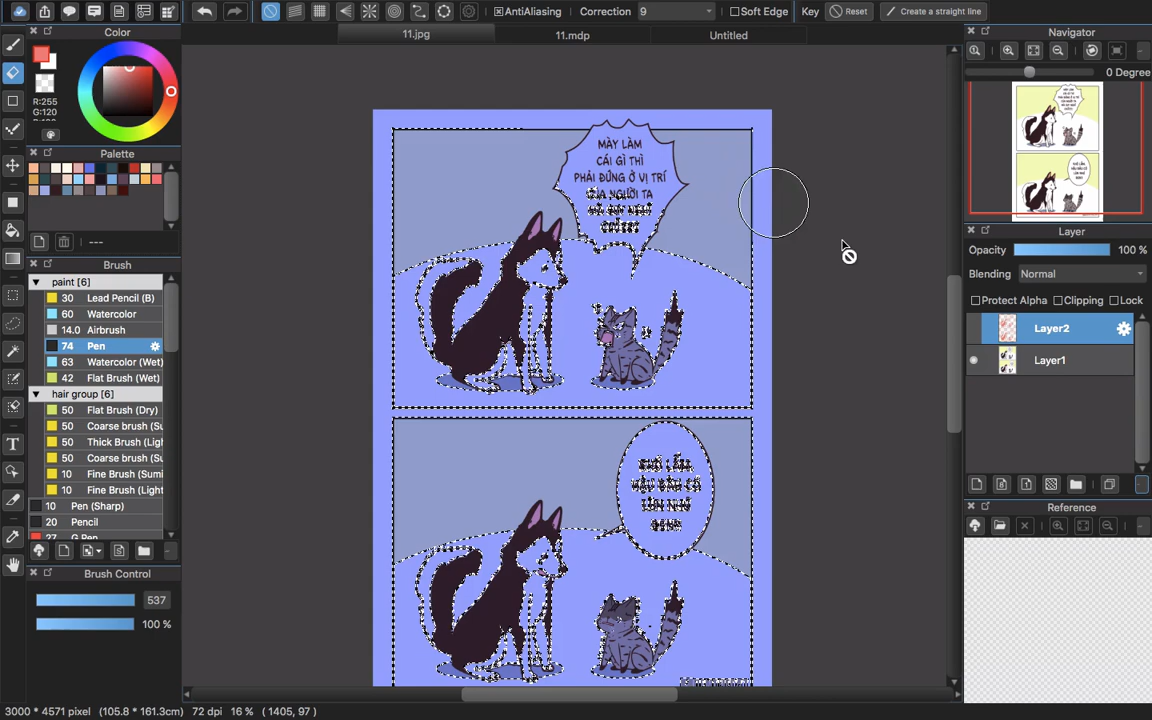 AntiAliasing Correction 9 Soft Edge Key Reset Create a straight line
11.jpg 11.mdp Untitled
Color
R:255
G:120
Palette
---
Brush
paint [6]
30 Lead Pencil (B)
60 Watercolor
14.0 Airbrush
74 Pen
63 Watercolor (Wet)
42 Flat Brush (Wet)
hair group [6]
50 Flat Brush (Dry)
50 Coarse brush (Su
50 Thick Brush (Ligh
50 Coarse brush (Su
10 Fine Brush (Sumi
10 Fine Brush (Light
10 Pen (Sharp)
20 Pencil
27 G Pen
Brush Control
537
100 %
MÀY LÀM
CÁI GÌ THÌ
PHẢI ĐỨNG Ở VỊ TRÍ
CỦA NGƯỜI TA
Navigator
0 Degree
Layer
Opacity 100 %
Blending Normal
Protect Alpha Clipping Lock
Layer2
Layer1
Reference
3000 * 4571 pixel (105.8 * 161.3cm) 72 dpi 16 % ( 1405, 97 )